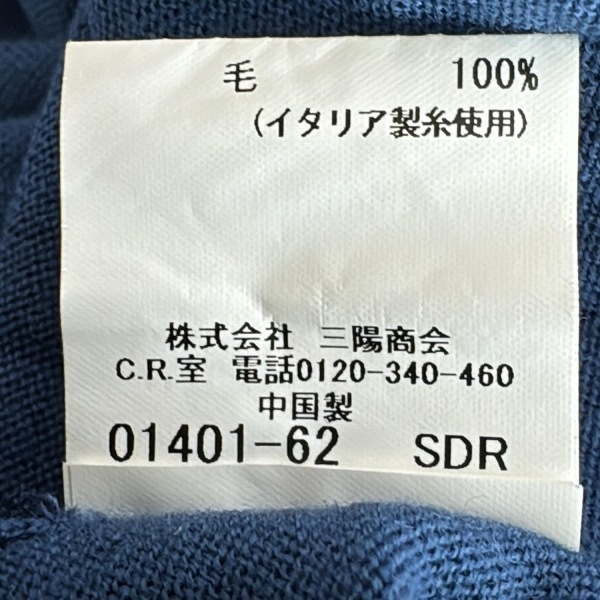 毛 100%
(イタリア製糸使用)
株式会社 三陽商会
C.R.室 電話0120-340-460
中国製
01401-62 SDR